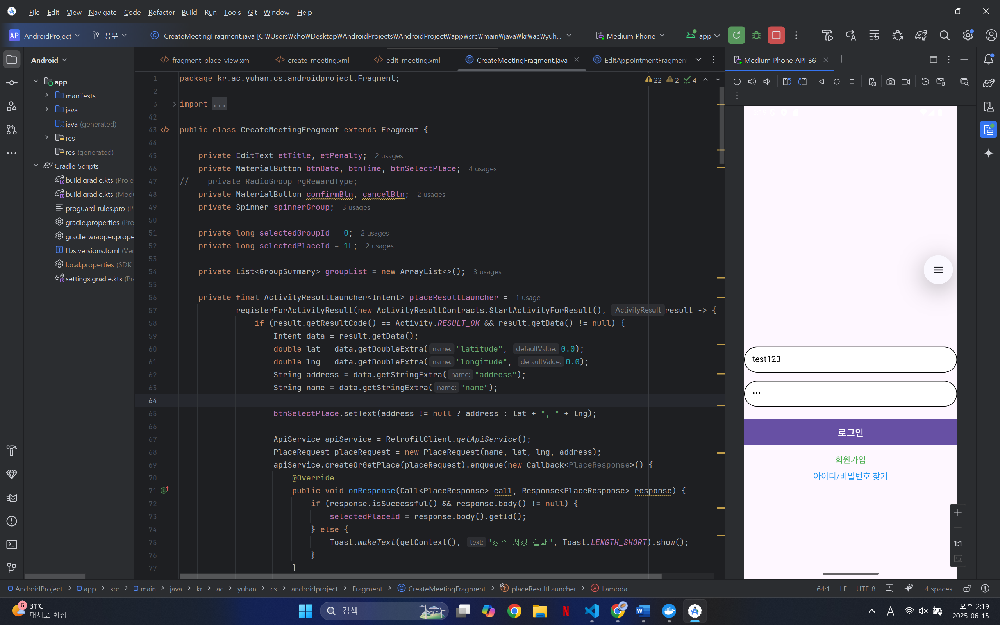 File Edit View Navigate Code Refactor Build Run Tools Git Window Help
AP AndroidProject 용무 CreateMeetingFragment.java [C:₩Users₩cho₩Desktop₩AndroidProjects₩AndroidProject₩app₩src₩main₩java₩kr₩ac₩yuh... Medium Phone app
Android
app
manifests
java
java (generated)
res
res (generated)
Gradle Scripts
build.gradle.kts (Proje
build.gradle.kts (Modu
proguard-rules.pro (Pr
gradle.properties (Pro
gradle-wrapper.prope
libs.versions.toml (Ver
local.properties (SDK
settings.gradle.kts (Pro
fragment_place_view.xml create_meeting.xml edit_meeting.xml CreateMeetingFragment.java EditAppointmentFragmen
22 2 4
1 package kr.ac.yuhan.cs.androidproject.Fragment;
2
3 import ...
42
43 public class CreateMeetingFragment extends Fragment {
44
45 private EditText etTitle, etPenalty; 2 usages
46 private MaterialButton btnDate, btnTime, btnSelectPlace; 4 usages
47 // private RadioGroup rgRewardType;
48 private MaterialButton confirmBtn, cancelBtn; 2 usages
49 private Spinner spinnerGroup; 3 usages
50
51 private long selectedGroupId = 0; 2 usages
52 private long selectedPlaceId = 1L; 2 usages
53
54 private List<GroupSummary> groupList = new ArrayList<>(); 3 usages
55
56 private final ActivityResultLauncher<Intent> placeResultLauncher = 1 usage
57 registerForActivityResult(new ActivityResultContracts.StartActivityForResult(), ActivityResult result -> {
58 if (result.getResultCode() == Activity.RESULT_OK && result.getData() != null) {
59 Intent data = result.getData();
60 double lat = data.getDoubleExtra( name: "latitude", defaultValue: 0.0);
61 double lng = data.getDoubleExtra( name: "longitude", defaultValue: 0.0);
62 String address = data.getStringExtra( name: "address");
63 String name = data.getStringExtra( name: "name");
64
65 btnSelectPlace.setText(address != null ? address : lat + ", " + lng);
66
67 ApiService apiService = RetrofitClient.getApiService();
68 PlaceRequest placeRequest = new PlaceRequest(name, lat, lng, address);
69 apiService.createOrGetPlace(placeRequest).enqueue(new Callback<PlaceResponse>() {
70 @Override
71 public void onResponse(Call<PlaceResponse> call, Response<PlaceResponse> response) {
72 if (response.isSuccessful() && response.body() != null) {
73 selectedPlaceId = response.body().getId();
74 } else {
75 Toast.makeText(getContext(), text: "장소 저장 실패", Toast.LENGTH_SHORT).show();
76 }
77 }
Medium Phone API 36
test123
•••
로그인
회원가입
아이디/비밀번호 찾기
1:1
AndroidProject > app > src > main > java > kr > ac > yuhan > cs > androidproject > Fragment > CreateMeetingFragment > placeResultLauncher > Lambda
64:1 LF UTF-8 4 spaces
6 31°C
대체로 화창
검색
A
오후 2:19
2025-06-15